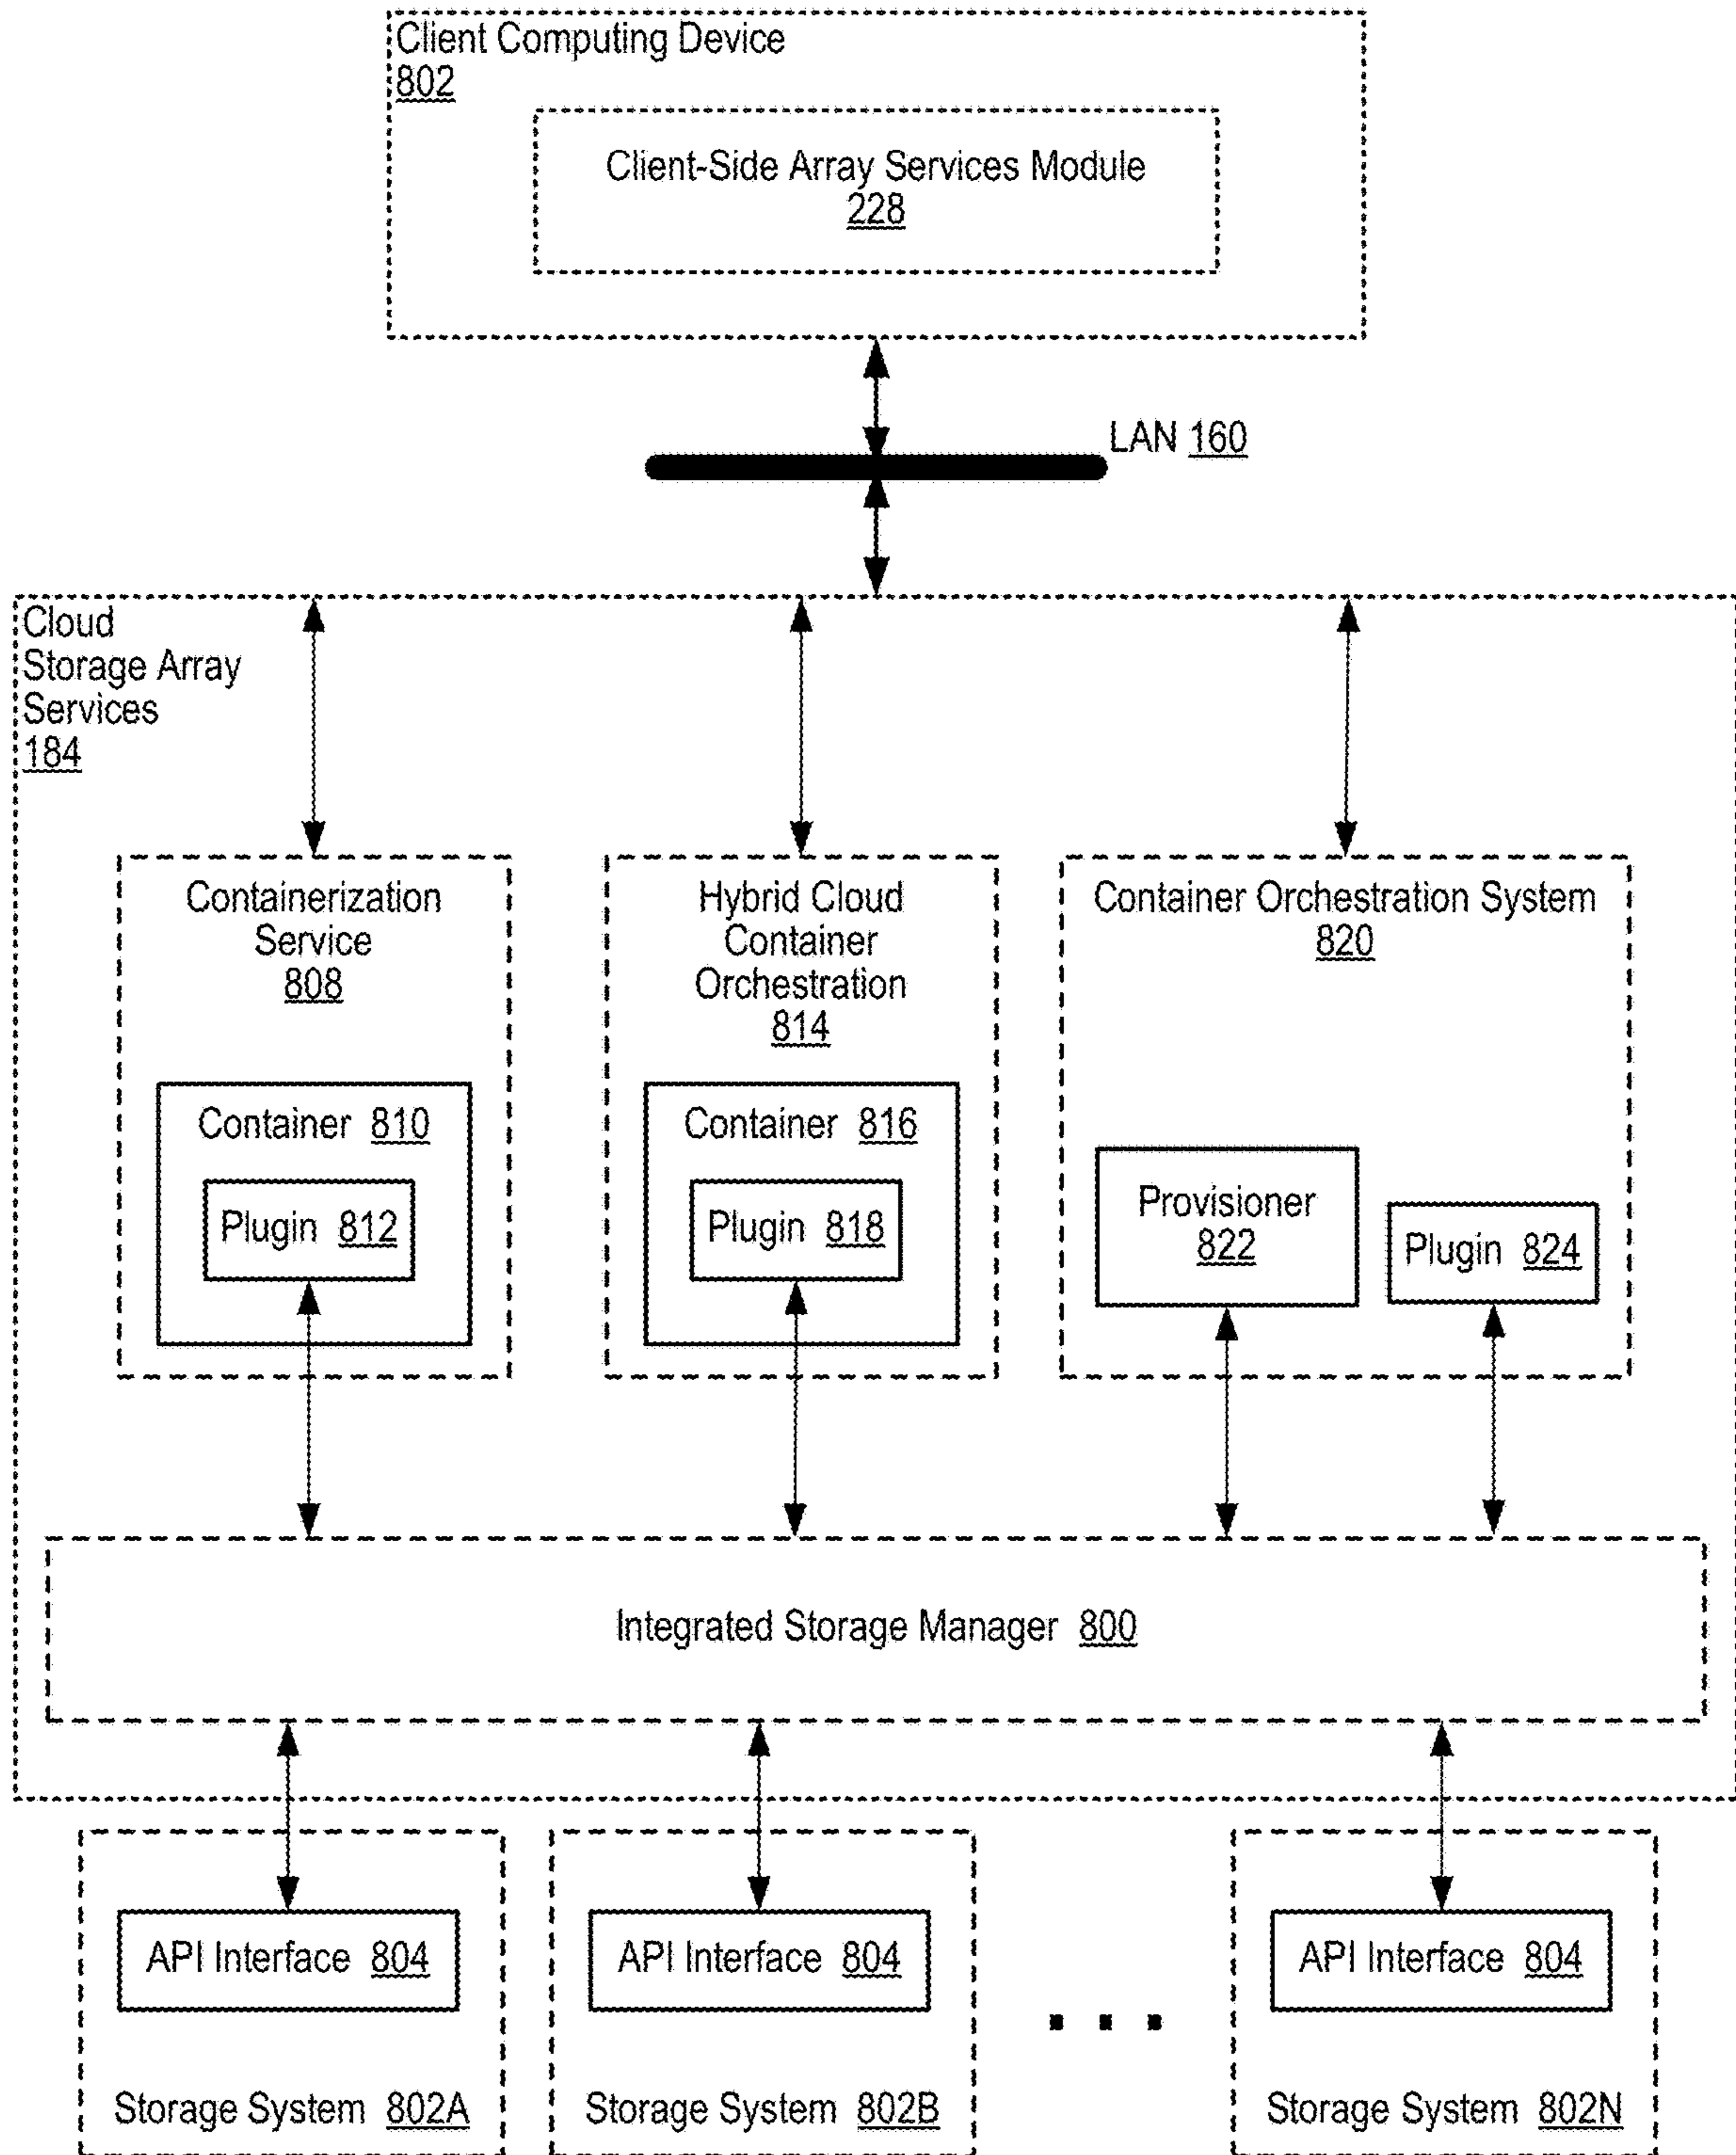 Client Computing Device
802
Client-Side Array Services Module
228
LAN 160
Cloud
Storage Array
Services
184
Containerization
Service
808
Container 810
Plugin 812
Hybrid Cloud
Container
Orchestration
814
Container 816
Plugin 818
Container Orchestration System
820
Provisioner
822
Plugin 824
Integrated Storage Manager 800
API Interface 804
Storage System 802A
API Interface 804
Storage System 802B
API Interface 804
Storage System 802N